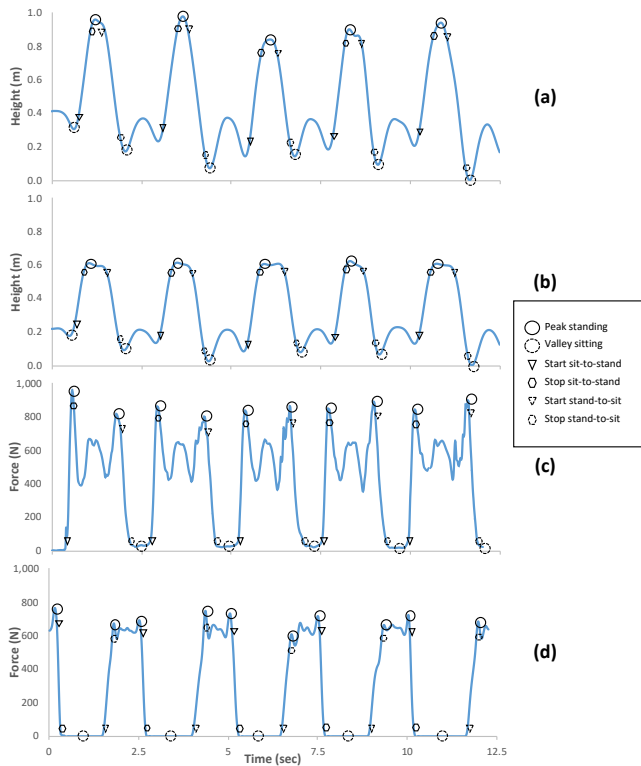 1.0
0.8
0.6
0.4
0.2
0.0
Height (m)
(a)
1.0
0.8
0.6
0.4
0.2
0.0
Height (m)
(b)
Peak standing
Valley sitting
Start sit-to-stand
Stop sit-to-stand
Start stand-to-sit
Stop stand-to-sit
1,000
800
600
400
200
0
Force (N)
(c)
1,000
800
600
400
200
0
Force (N)
(d)
0 2.5 5 7.5 10 12.5
Time (sec)